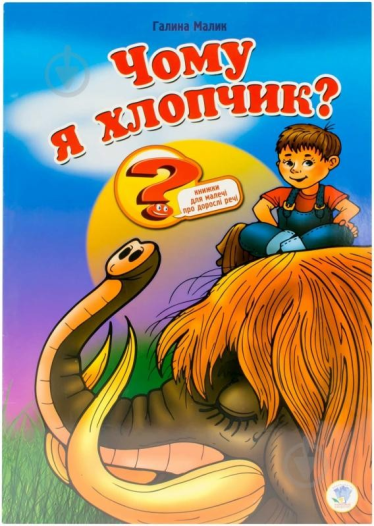 Галина Малик
Чому
я хлопчик?
?
книжки
для малечі
про дорослі речі